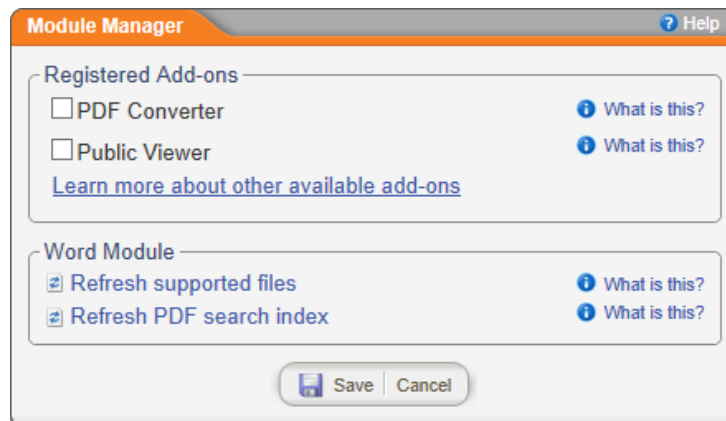 Module Manager
Help
Registered Add-ons
PDF Converter What is this?
Public Viewer What is this?
Learn more about other available add-ons
Word Module
Refresh supported files What is this?
Refresh PDF search index What is this?
Save Cancel